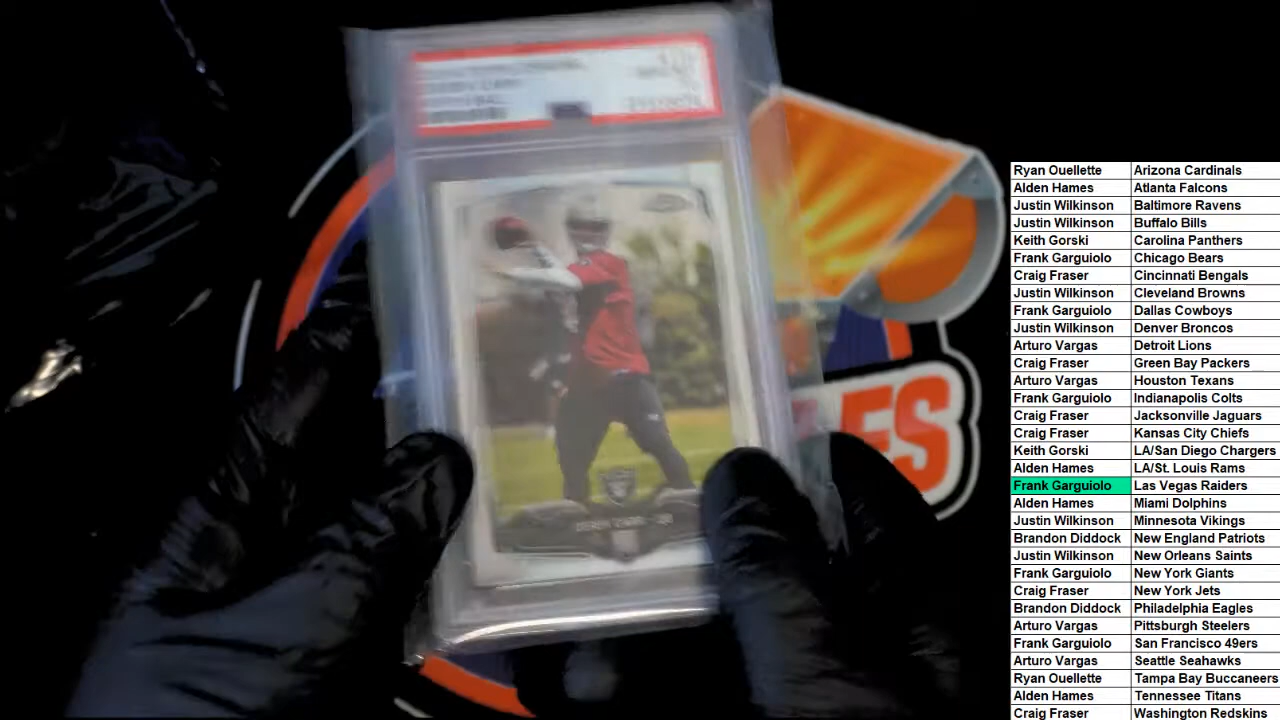 LES
DEREK CARR QB
Ryan Ouellette Arizona Cardinals
Alden Hames Atlanta Falcons
Justin Wilkinson Baltimore Ravens
Justin Wilkinson Buffalo Bills
Keith Gorski Carolina Panthers
Frank Garguiolo Chicago Bears
Craig Fraser Cincinnati Bengals
Justin Wilkinson Cleveland Browns
Frank Garguiolo Dallas Cowboys
Justin Wilkinson Denver Broncos
Arturo Vargas Detroit Lions
Craig Fraser Green Bay Packers
Arturo Vargas Houston Texans
Frank Garguiolo Indianapolis Colts
Craig Fraser Jacksonville Jaguars
Craig Fraser Kansas City Chiefs
Keith Gorski LA/San Diego Chargers
Alden Hames LA/St. Louis Rams
Frank Garguiolo Las Vegas Raiders
Alden Hames Miami Dolphins
Justin Wilkinson Minnesota Vikings
Brandon Diddock New England Patriots
Justin Wilkinson New Orleans Saints
Frank Garguiolo New York Giants
Craig Fraser New York Jets
Brandon Diddock Philadelphia Eagles
Arturo Vargas Pittsburgh Steelers
Frank Garguiolo San Francisco 49ers
Arturo Vargas Seattle Seahawks
Ryan Ouellette Tampa Bay Buccaneers
Alden Hames Tennessee Titans
Craig Fraser Washington Redskins